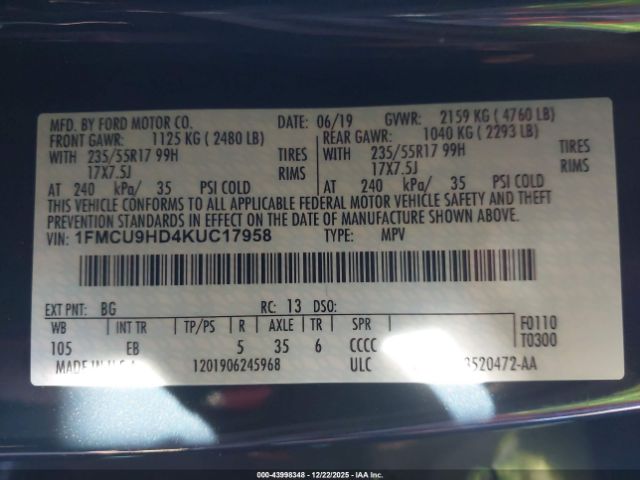 MFD. BY FORD MOTOR CO. DATE: 06/19 GVWR: 2159 KG ( 4760 LB)
FRONT GAWR: 1125 KG ( 2480 LB) REAR GAWR: 1040 KG ( 2293LB)
WITH 235/55R17 99H TIRES WITH 235/55R17 99H TIRES
17X7.5J RIMS 17X7.5J RIMS
AT 240 kPa/ 35 PSI COLD AT 240 kPa/ 35 PSI COLD
THIS VEHICLE CONFORMS TO ALL APPLICABLE FEDERAL MOTOR VEHICLE SAFETY AND THEFT
PREVENTION STANDARDS IN EFFECT ON THE DATE OF MANUFACTURE SHOWN ABOVE.
VIN: 1FMCU9HD4KUC17958 TYPE: MPV
EXT PNT: BG RC: 13 DSO:
WB INT TR TP/PS R AXLE TR SPR F0110
T0300
105 EB 5 35 6 CCCC
MADE IN U.S.A. 1201906245968 ULC 3520472-AA
000-43998348 - 12/22/2025 - IAAI.com